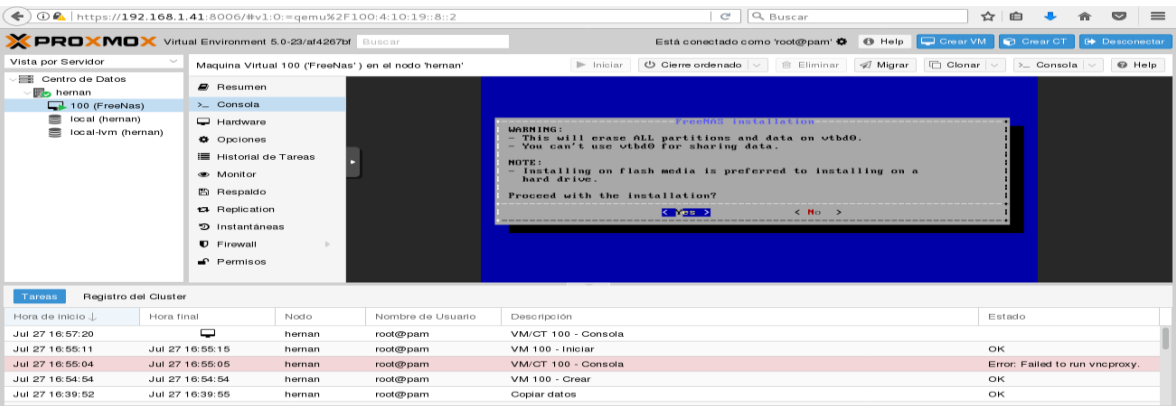 https://192.168.1.41:8006/#v1:0:=qemu%2F100:4:10:19::8::2
Buscar
PROXMOX Virtual Environment 5.0-23/af4267bf Buscar
Está conectado como 'root@pam' Help Crear VM Crear CT Desconectar
Vista por Servidor
Maquina Virtual 100 ('FreeNas' ) en el nodo 'hernan'
Iniciar Cierre ordenado Eliminar Migrar Clonar >_ Consola Help
Centro de Datos
hernan
100 (FreeNas)
local (hernan)
local-lvm (hernan)
Resumen
>_ Consola
Hardware
Opciones
Historial de Tareas
Monitor
Respaldo
Replication
Instantáneas
Firewall
Permisos
FreeNAS installation
WARNING:
- This will erase ALL partitions and data on vtbd0.
- You can't use vtbd0 for sharing data.
NOTE:
- Installing on flash media is preferred to installing on a
hard drive.
Proceed with the installation?
< Yes > < No >
Tareas Registro del Cluster
Hora de inicio↓ Hora final Nodo Nombre de Usuario Descripción Estado
Jul 27 16:57:20 hernan root@pam VM/CT 100 - Consola
Jul 27 16:55:11 Jul 27 16:55:15 hernan root@pam VM 100 - Iniciar OK
Jul 27 16:55:04 Jul 27 16:55:05 hernan root@pam VM/CT 100 - Consola Error: Failed to run vncproxy.
Jul 27 16:54:54 Jul 27 16:54:54 hernan root@pam VM 100 - Crear OK
Jul 27 16:39:52 Jul 27 16:39:55 hernan root@pam Copiar datos OK